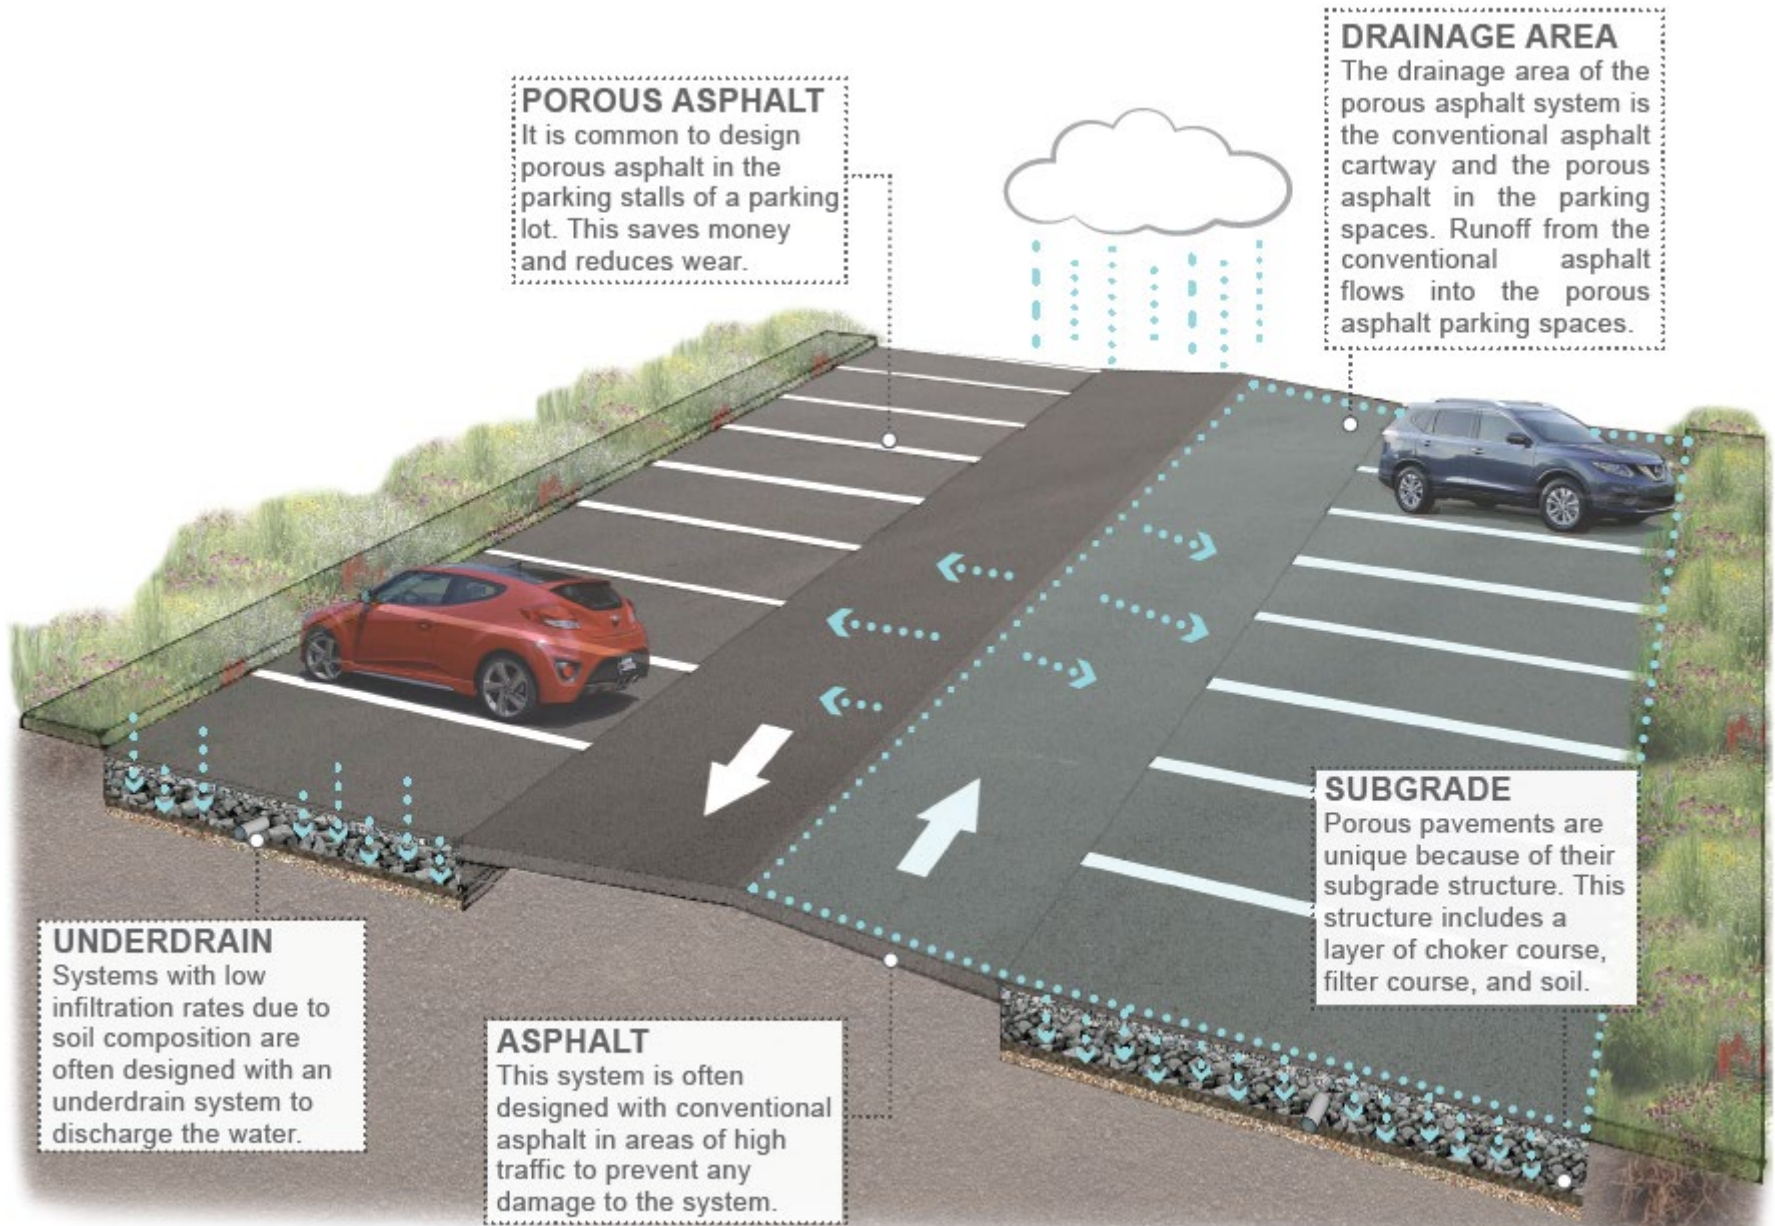 POROUS ASPHALT
It is common to design
porous asphalt in the
parking stalls of a parking
lot. This saves money
and reduces wear.
DRAINAGE AREA
The drainage area of the
porous asphalt system is
the conventional asphalt
cartway and the porous
asphalt in the parking
spaces. Runoff from the
conventional asphalt
flows into the porous
asphalt parking spaces.
SUBGRADE
Porous pavements are
unique because of their
subgrade structure. This
structure includes a
layer of choker course,
filter course, and soil.
UNDERDRAIN
Systems with low
infiltration rates due to
soil composition are
often designed with an
underdrain system to
discharge the water.
ASPHALT
This system is often
designed with conventional
asphalt in areas of high
traffic to prevent any
damage to the system.